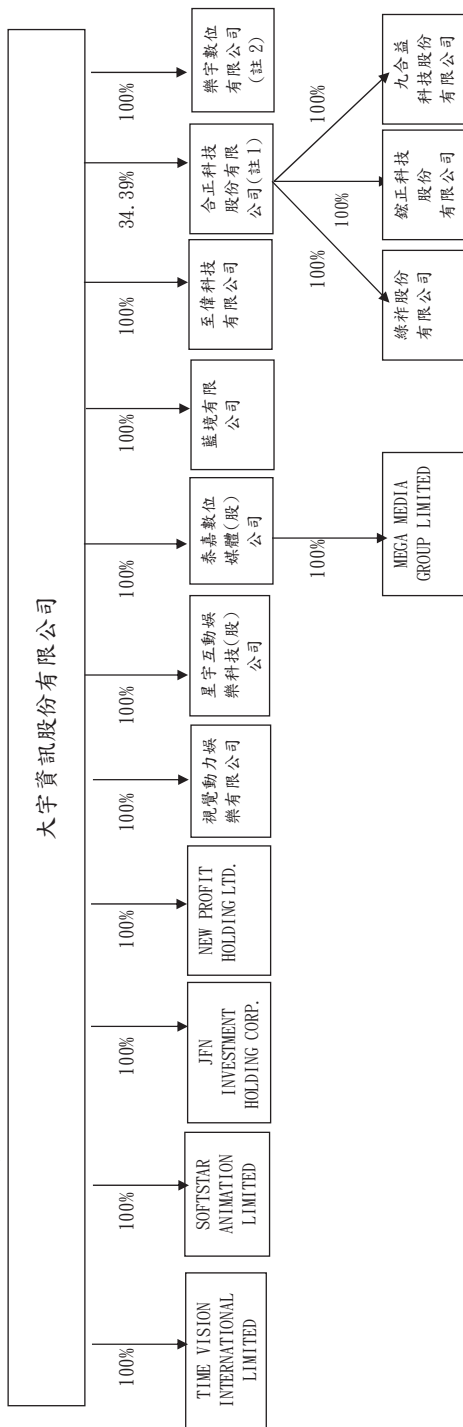 大宇資訊股份有限公司
100%
100%
100%
100%
100%
100%
100%
100%
100%
34.39%
100%
TIME VISION
INTERNATIONAL
LIMITED
SOFTSTAR
ANIMATION
LIMITED
JFN
INVESTMENT
HOLDING CORP.
NEW PROFIT
HOLDING LTD.
視覺動力娛
樂有限公司
星宇互動娛
樂科技(股)
公司
泰嘉數位
媒體(股)
公司
藍境有限
公司
至偉科技
有限公司
合正科技
股份有限
公司(註1)
樂宇數位
有限公司
(註2)
100%
100%
100%
100%
MEGA MEDIA
GROUP LIMITED
綠祚股份
有限公司
鋐正科技
股份
有限公司
九合益
科技股份
有限公司